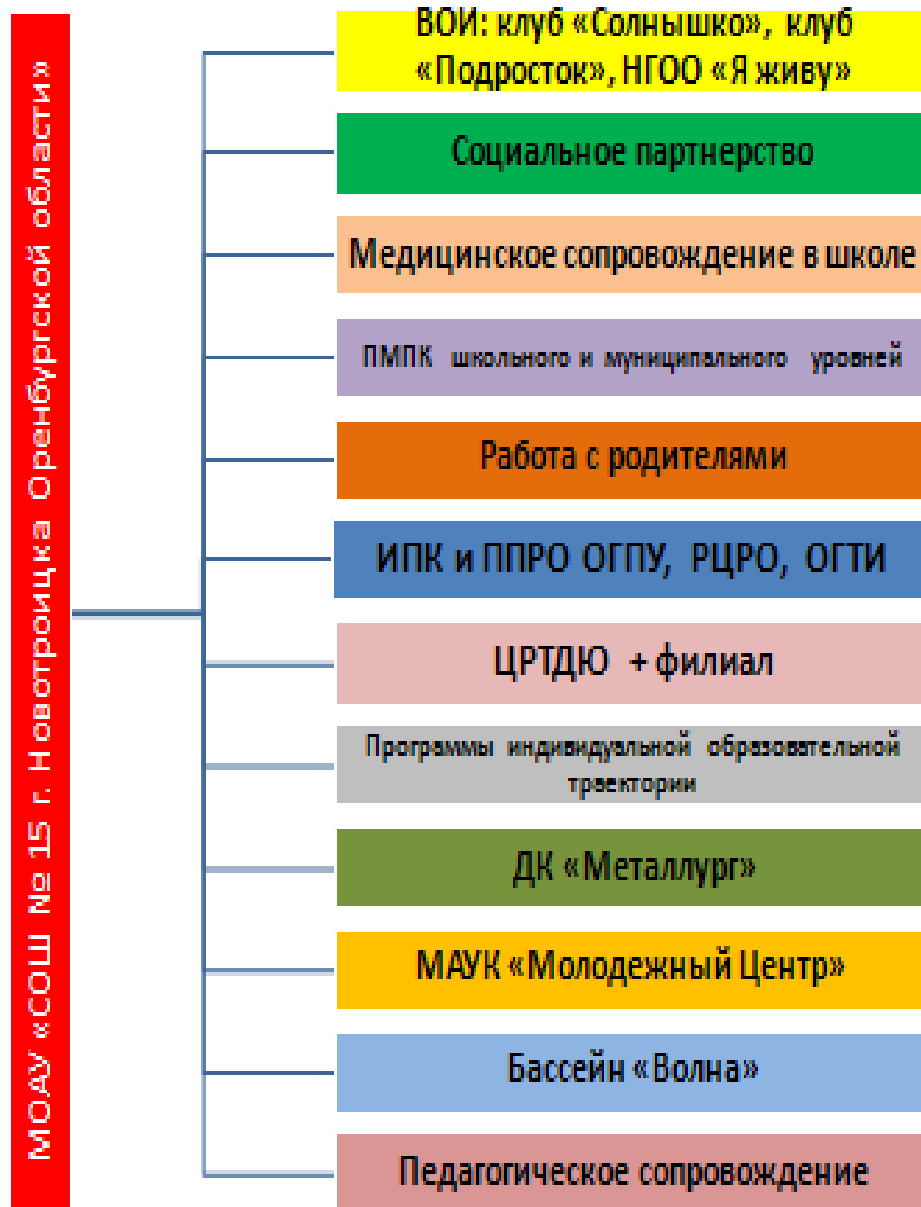 МОАУ «СОШ № 15 г. Новотроицка Оренбургской области»
ВОИ: клуб «Солнышко», клуб
«Подросток», НГОО «Я живу»
Социальное партнерство
Медицинское сопровождение в школе
ПМПК школьного и муниципального уровней
Работа с родителями
ИПК и ППРО ОГПУ, РЦРО, ОГТИ
ЦРТДЮ + филиал
Программы индивидуальной образовательной
траектории
ДК «Металлург»
МАУК «Молодежный Центр»
Бассейн «Волна»
Педагогическое сопровождение